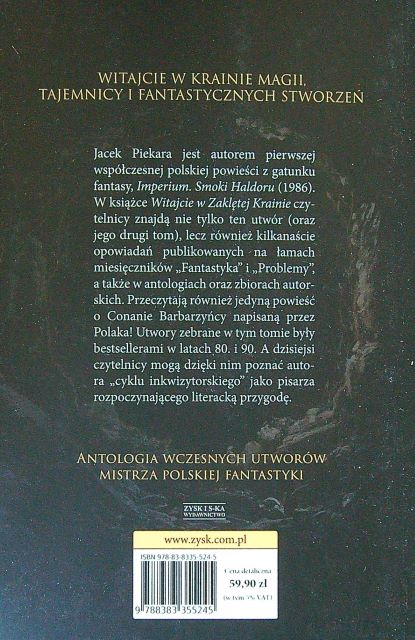 WITAJCIE W KRAINIE MAGII,
TAJEMNICY I FANTASTYCZNYCH STWORZEŃ
Jacek Piekara jest autorem pierwszej
współczesnej polskiej powieści z gatunku
fantasy, Imperium. Smoki Haldoru (1986).
W książce Witajcie w Zaklętej Krainie czy-
telnicy znajdą nie tylko ten utwór (oraz
jego drugi tom), lecz również kilkanaście
opowiadań publikowanych na łamach
miesięczników „Fantastyka” i „Problemy”,
a także w antologiach oraz zbiorach autor-
skich. Przeczytają również jedyną powieść
o Conanie Barbarzyńcy napisaną przez
Polaka! Utwory zebrane w tym tomie były
bestsellerami w latach 80. i 90. A dzisiejsi
czytelnicy mogą dzięki nim poznać auto-
ra „cyklu inkwizytorskiego” jako pisarza
rozpoczynającego literacką przygodę.
ANTOLOGIA WCZESNYCH UTWORÓW
MISTRZA POLSKIEJ FANTASTYKI
ZYSK I S-KA
WYDAWNICTWO
www.zysk.com.pl
ISBN 978-83-8335-524-5
Cena detaliczna
59,90 zł
(w tym 5% VAT)
9 788383 355245